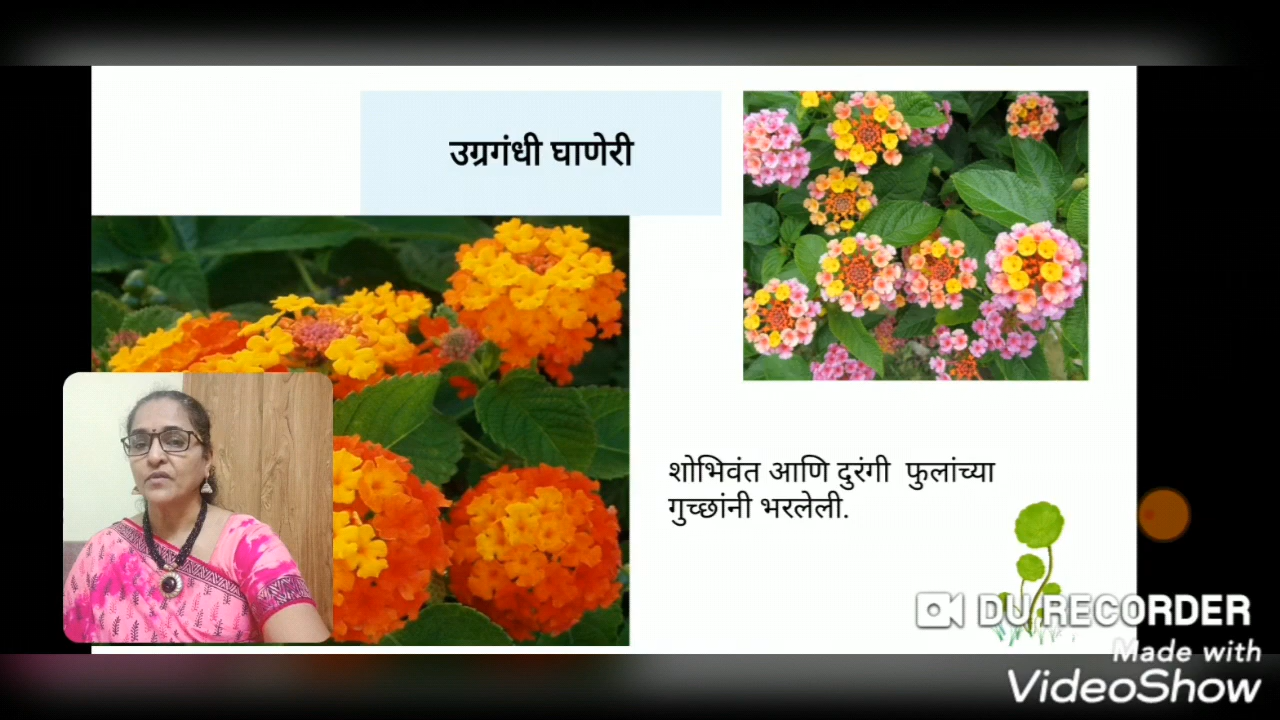 उग्रगंधी घाणेरी
शोभिवंत आणि दुरंगी फुलांच्या
गुच्छांनी भरलेली.
DU RECORDER
Made with
VideoShow